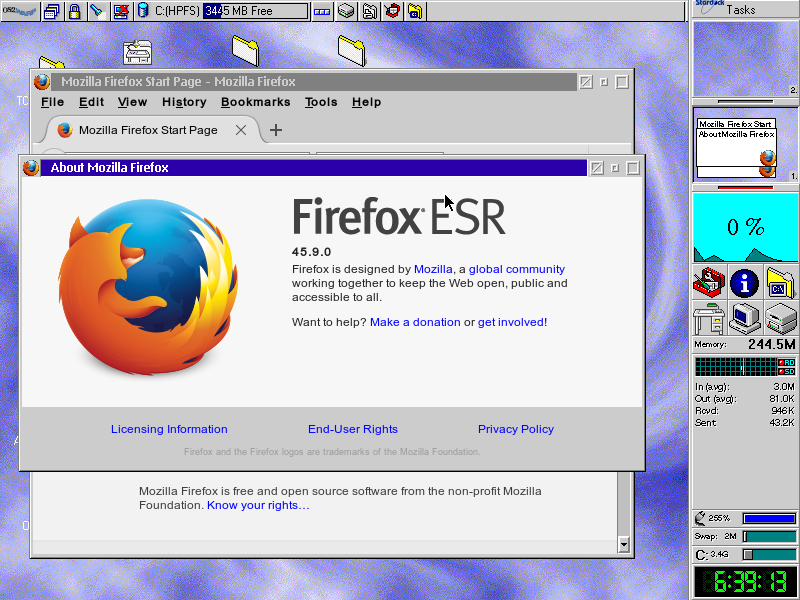 OS2
C:(HPFS) 3445 MB Free
Stardock
Tasks
2.
Mozilla Firefox Start Page - Mozilla Firefox
File Edit View History Bookmarks Tools Help
Mozilla Firefox Start Page
Mozilla Firefox Start
About Mozilla Firefox
1.
About Mozilla Firefox
Firefox ESR
45.9.0
Firefox is designed by Mozilla, a global community
working together to keep the Web open, public and
accessible to all.
Want to help? Make a donation or get involved!
Licensing Information End-User Rights Privacy Policy
Firefox and the Firefox logos are trademarks of the Mozilla Foundation.
Mozilla Firefox is free and open source software from the non-profit Mozilla
Foundation. Know your rights…
0 %
Memory: 244.5M
RD
SD
In (avg): 3.0M
Out (avg): 81.0K
Rcvd: 946K
Sent: 43.2K
255%
Swap: 2M
C: 3.4G
6:39:13